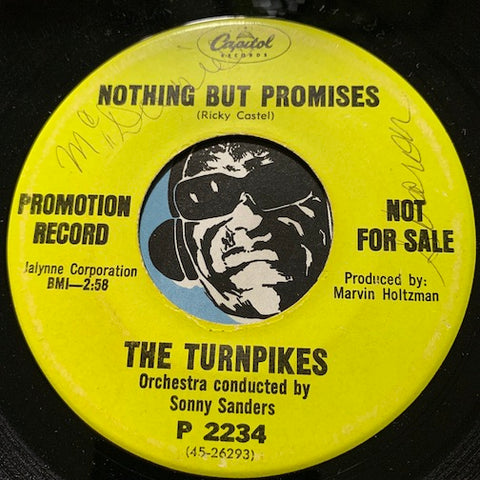 Capitol
RECORDS
NOTHING BUT PROMISES
(Ricky Castel)
PROMOTION
RECORD
NOT
FOR SALE
Jalynne Corporation
BMI—2:58
Produced by:
Marvin Holtzman
THE TURNPIKES
Orchestra conducted by
Sonny Sanders
P 2234
(45-26293)